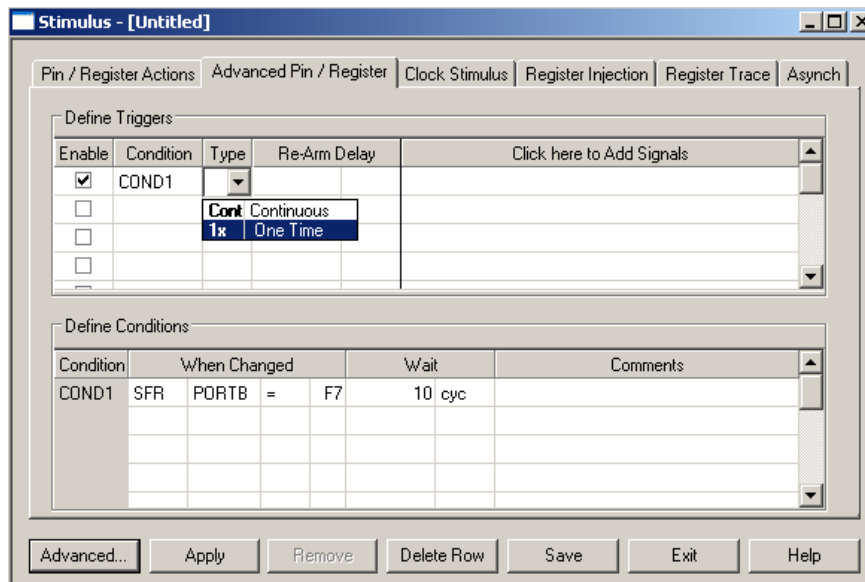 Stimulus - [Untitled]
Pin / Register Actions Advanced Pin / Register Clock Stimulus Register Injection Register Trace Asynch
Define Triggers
Enable Condition Type Re-Arm Delay Click here to Add Signals
COND1
Cont Continuous
1x One Time
Define Conditions
Condition When Changed Wait Comments
COND1 SFR PORTB = F7 10 cyc
Advanced... Apply Remove Delete Row Save Exit Help